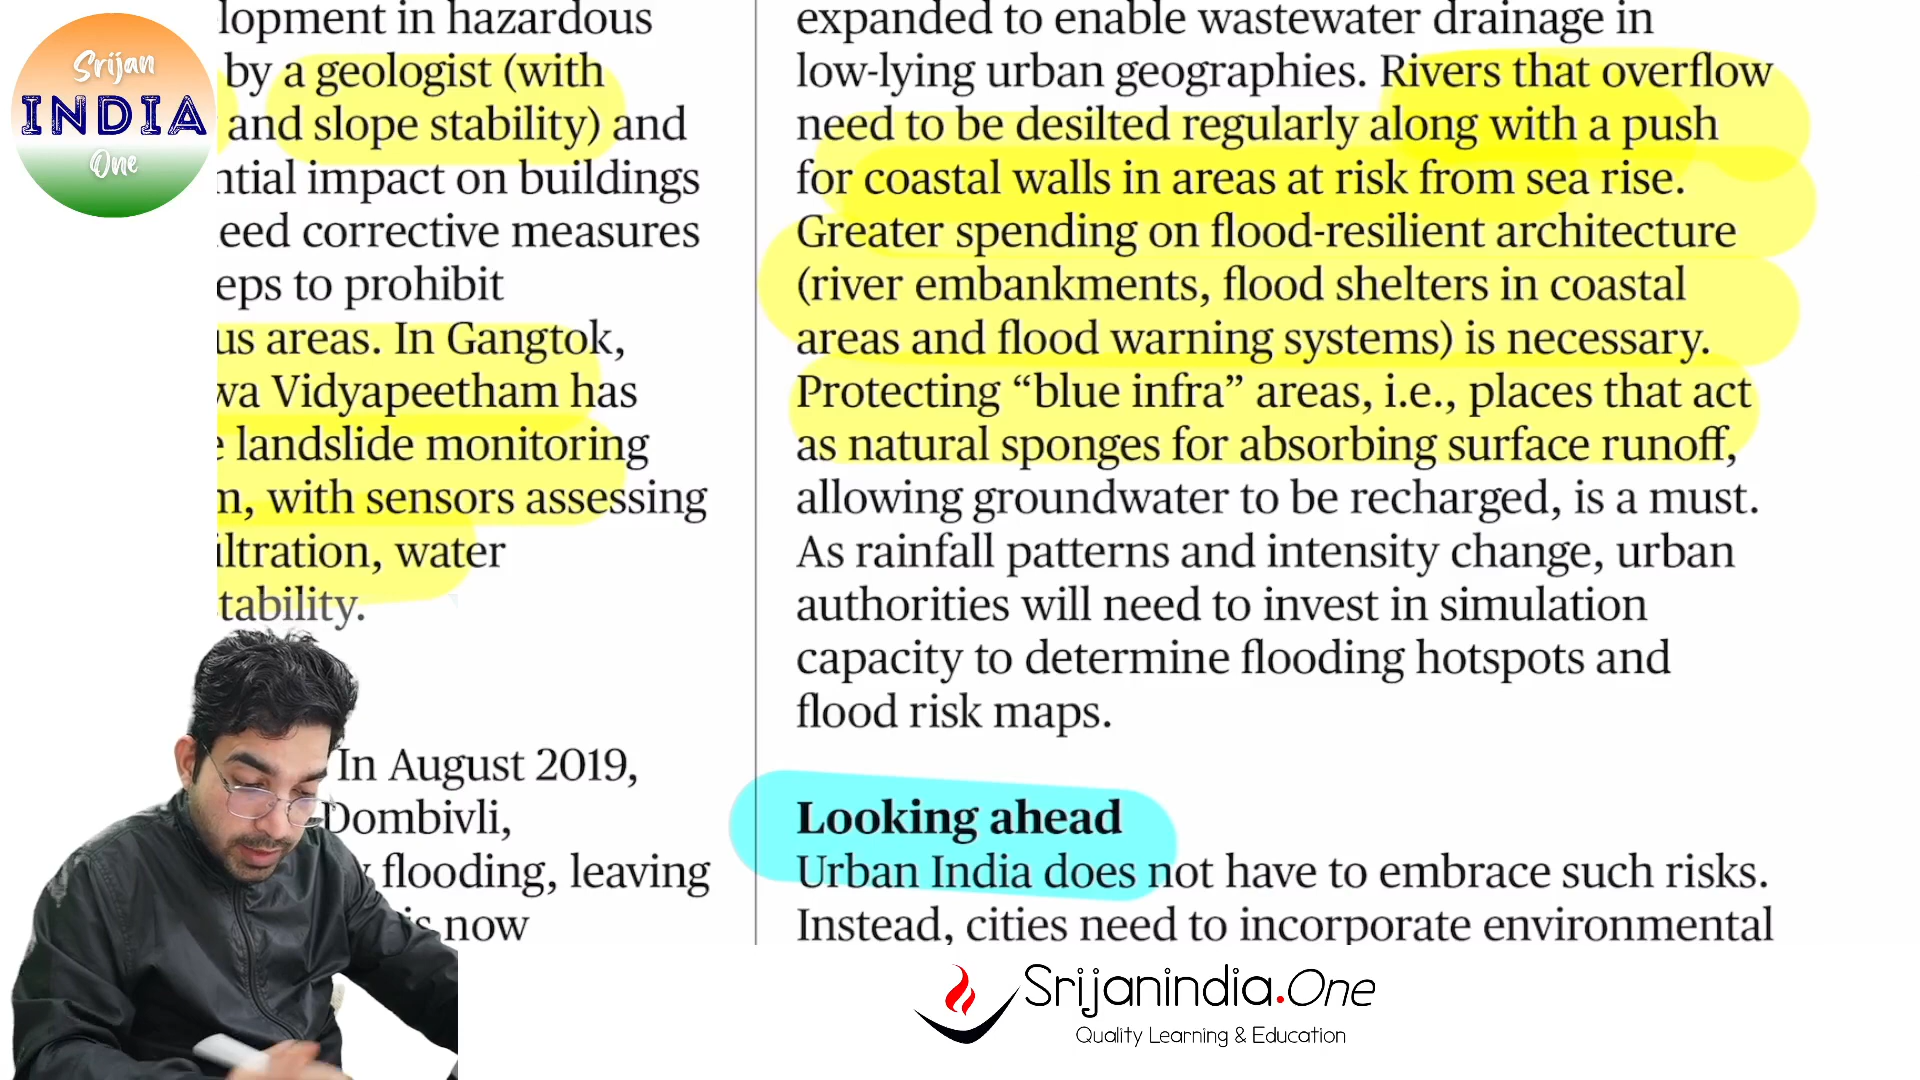 Srijan
INDIA
One
lopment in hazardous
by a geologist (with
and slope stability) and
impact on buildings
corrective measures
to prohibit
areas. In Gangtok,
Vidyapeetham has
landslide monitoring
with sensors assessing
water
In August 2019,
Dombivli,
flooding, leaving
is now
expanded to enable wastewater drainage in
low-lying urban geographies. Rivers that overflow
need to be desilted regularly along with a push
for coastal walls in areas at risk from sea rise.
Greater spending on flood-resilient architecture
(river embankments, flood shelters in coastal
areas and flood warning systems) is necessary.
Protecting “blue infra” areas, i.e., places that act
as natural sponges for absorbing surface runoff,
allowing groundwater to be recharged, is a must.
As rainfall patterns and intensity change, urban
authorities will need to invest in simulation
capacity to determine flooding hotspots and
flood risk maps.
Looking ahead
Urban India does not have to embrace such risks.
Instead, cities need to incorporate environmental
Srijanindia.One
Quality Learning & Education